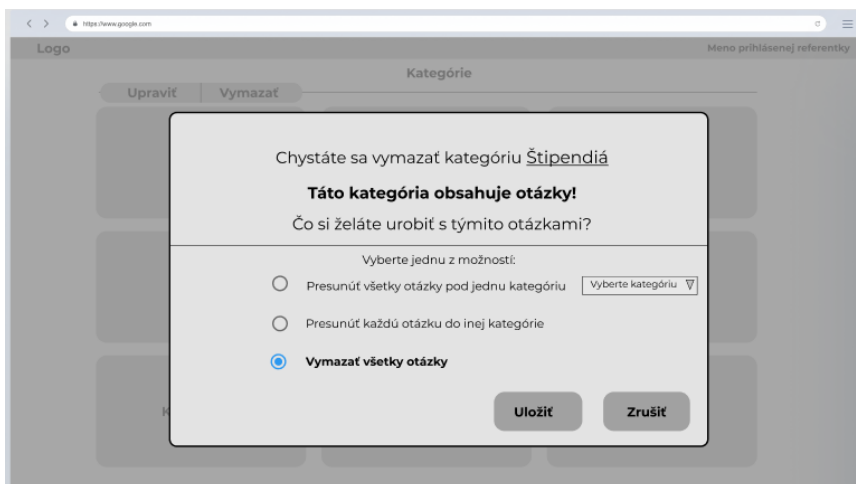 https://www.google.com
Logo
Meno prihlásenej referentky
Kategórie
Upraviť
Vymazať
Chystáte sa vymazať kategóriu Štipendiá
Táto kategória obsahuje otázky!
Čo si želáte urobiť s týmito otázkami?
Vyberte jednu z možností:
Presunúť všetky otázky pod jednu kategóriu
Vyberte kategóriu
Presunúť každú otázku do inej kategórie
Vymazať všetky otázky
Uložiť
Zrušiť